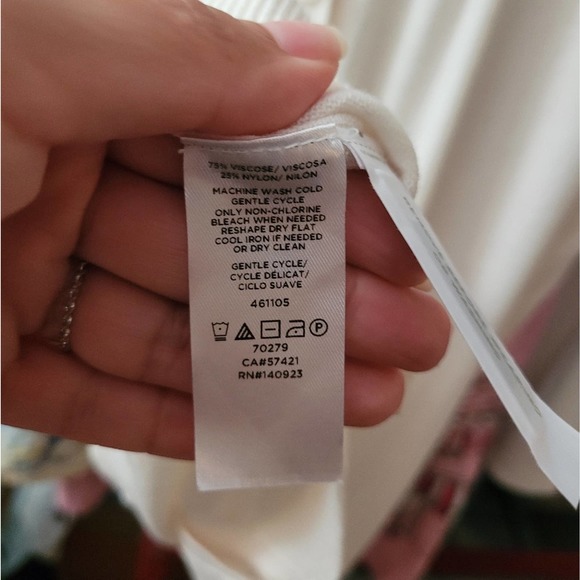 75% VISCOSE/ VISCOSA
25% NYLON/ NILON
MACHINE WASH COLD
GENTLE CYCLE
ONLY NON-CHLORINE
BLEACH WHEN NEEDED
RESHAPE DRY FLAT
COOL IRON IF NEEDED
OR DRY CLEAN
GENTLE CYCLE/
CYCLE DÉLICAT/
CICLO SUAVE
461105
P
70279
CA#57421
RN#140923